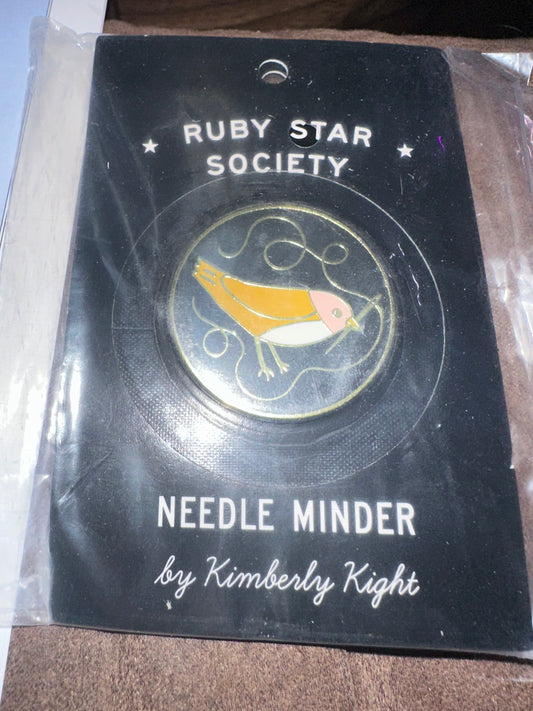 RUBY STAR
SOCIETY
NEEDLE MINDER
by Kimberly Kight